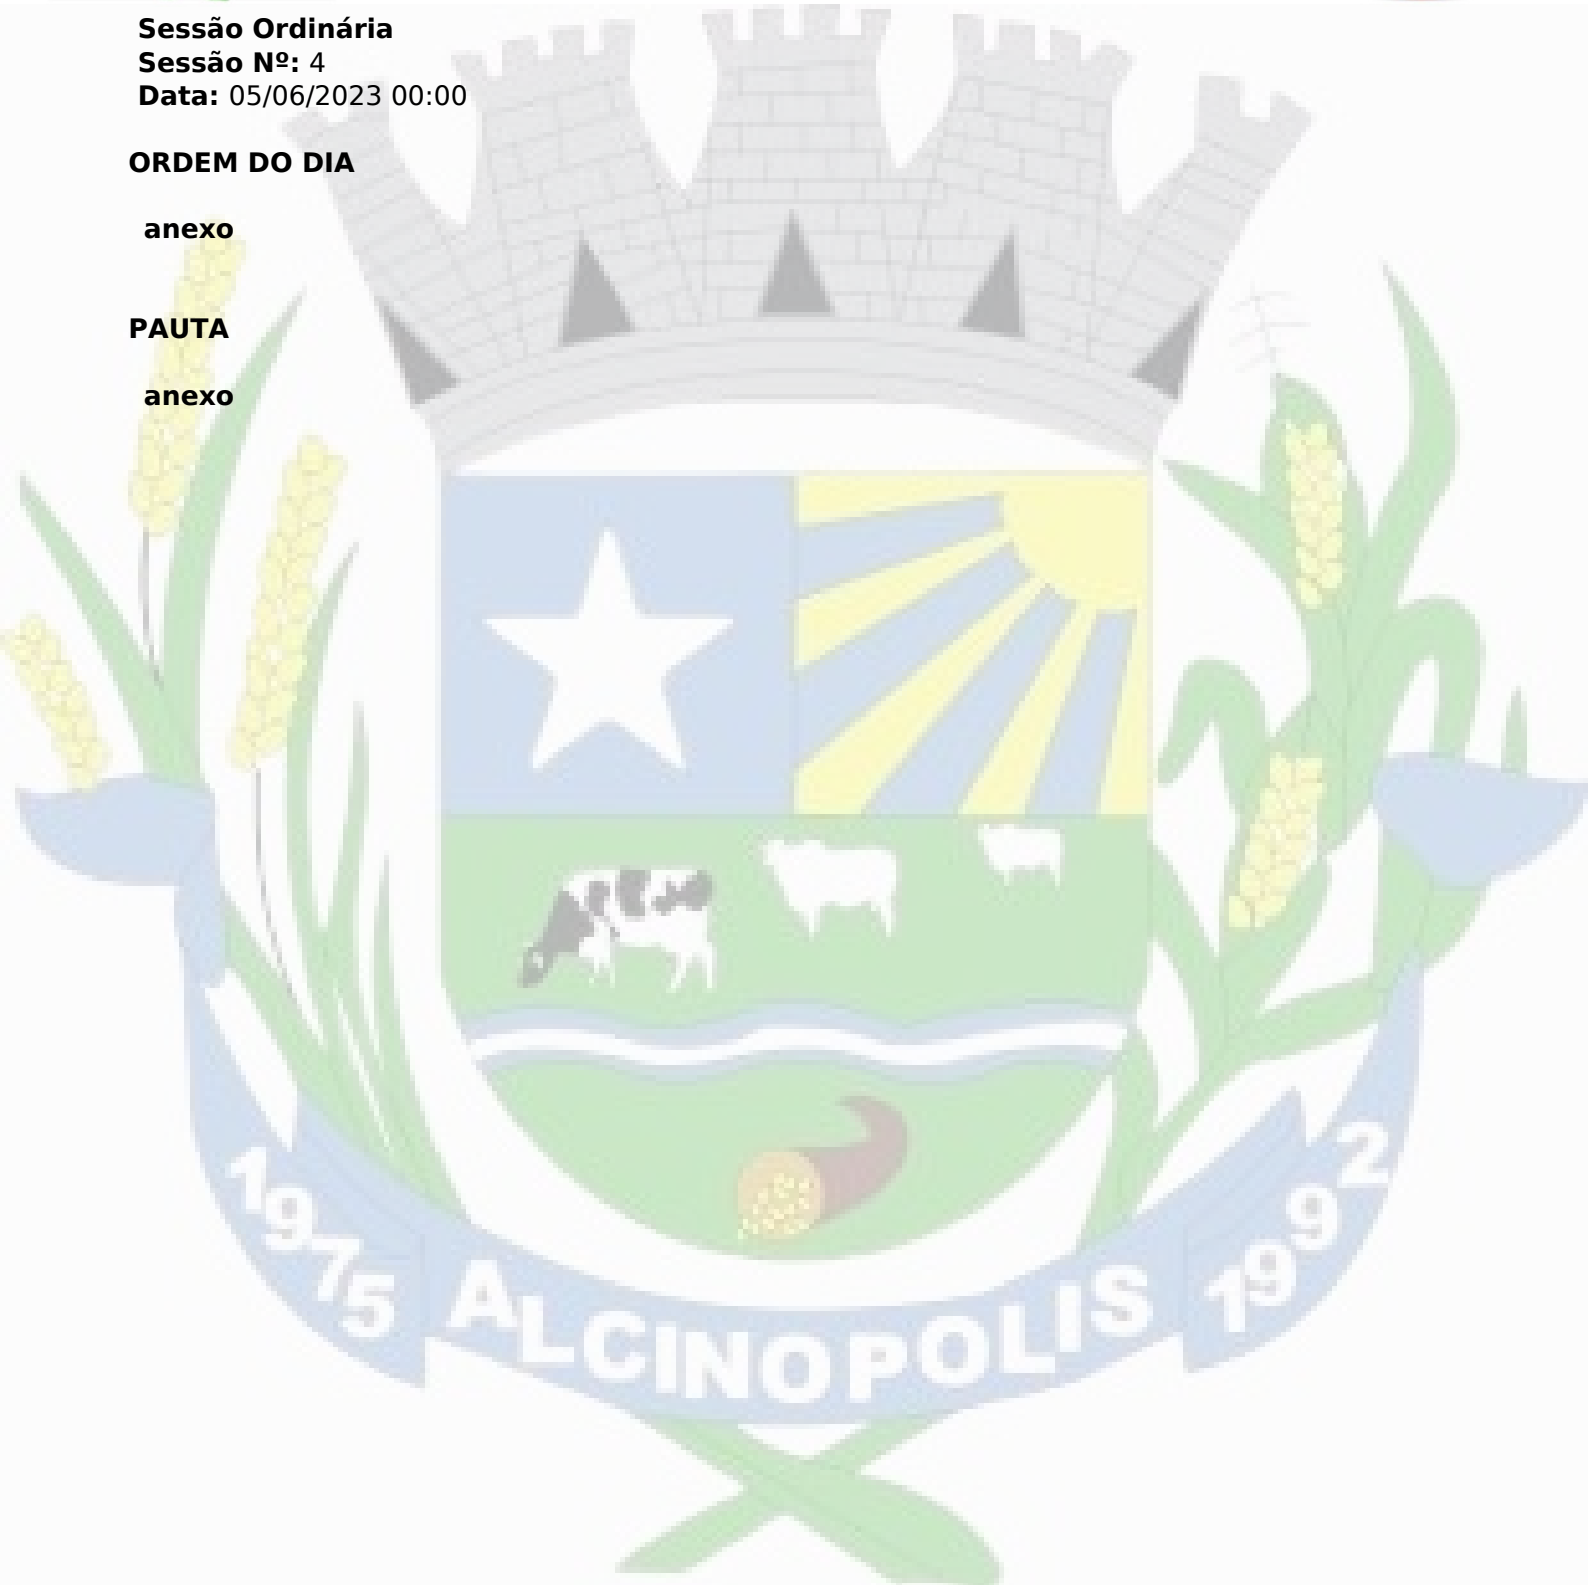 Sessão Ordinária
Sessão Nº: 4
Data: 05/06/2023 00:00
ORDEM DO DIA
anexo
PAUTA
anexo
1975 ALCINOPOLIS 1992